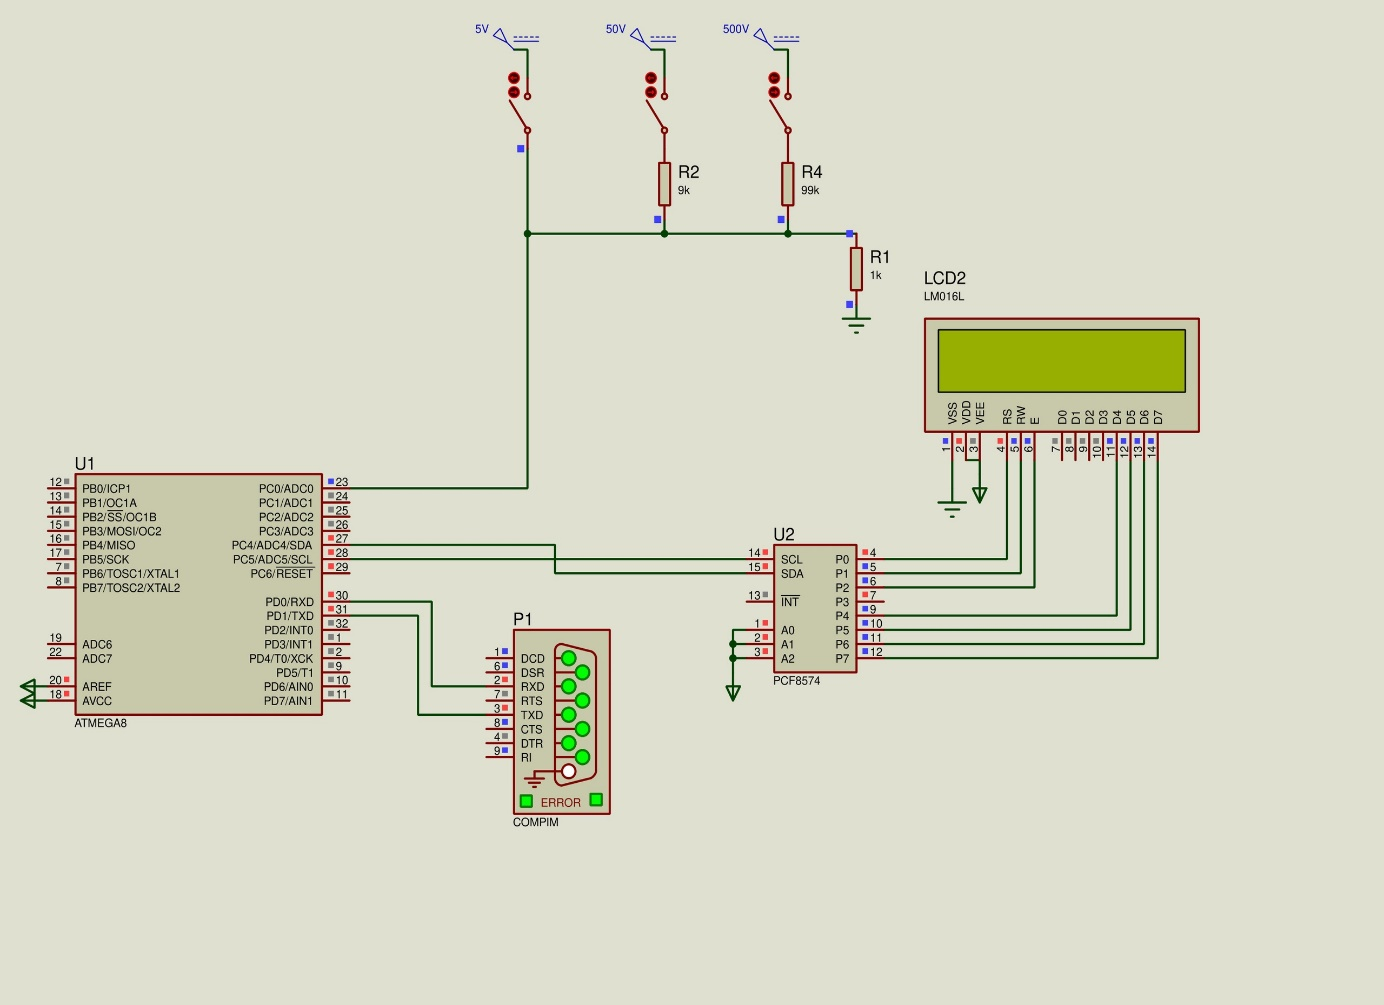 5V
50V
500V
R2
9k
R4
99k
R1
1k
LCD2
LM016L
VSS
VDD
VEE
RS
RW
E
D0
D1
D2
D3
D4
D5
D6
D7
1
2
3
4
5
6
7
8
9
10
11
12
13
14
U1
12 PB0/ICP1 PC0/ADC0 23
13 PB1/OC1A PC1/ADC1 24
14 PB2/SS/OC1B PC2/ADC2 25
15 PB3/MOSI/OC2 PC3/ADC3 26
16 PB4/MISO PC4/ADC4/SDA 27
17 PB5/SCK PC5/ADC5/SCL 28
7 PB6/TOSC1/XTAL1 PC6/RESET 29
8 PB7/TOSC2/XTAL2
PD0/RXD 30
PD1/TXD 31
PD2/INT0 32
19 ADC6 PD3/INT1 1
22 ADC7 PD4/T0/XCK 2
PD5/T1 9
20 AREF PD6/AIN0 10
18 AVCC PD7/AIN1 11
ATMEGA8
U2
14 SCL P0 4
15 SDA P1 5
P2 6
13 INT P3 7
P4 9
1 A0 P5 10
2 A1 P6 11
3 A2 P7 12
PCF8574
P1
1 DCD
6 DSR
2 RXD
7 RTS
3 TXD
8 CTS
4 DTR
9 RI
ERROR
COMPIM